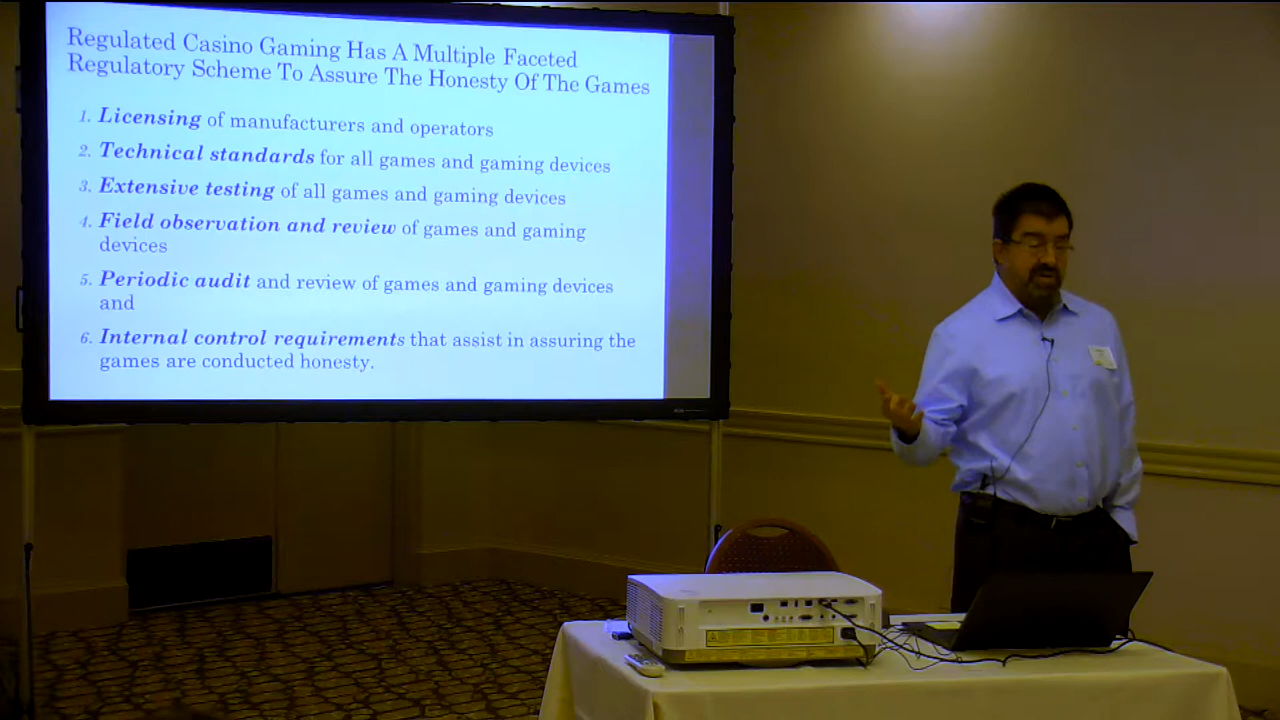 Regulated Casino Gaming Has A Multiple Faceted
Regulatory Scheme To Assure The Honesty Of The Games
1. Licensing of manufacturers and operators
2. Technical standards for all games and gaming devices
3. Extensive testing of all games and gaming devices
4. Field observation and review of games and gaming
devices
5. Periodic audit and review of games and gaming devices
and
6. Internal control requirements that assist in assuring the
games are conducted honesty.